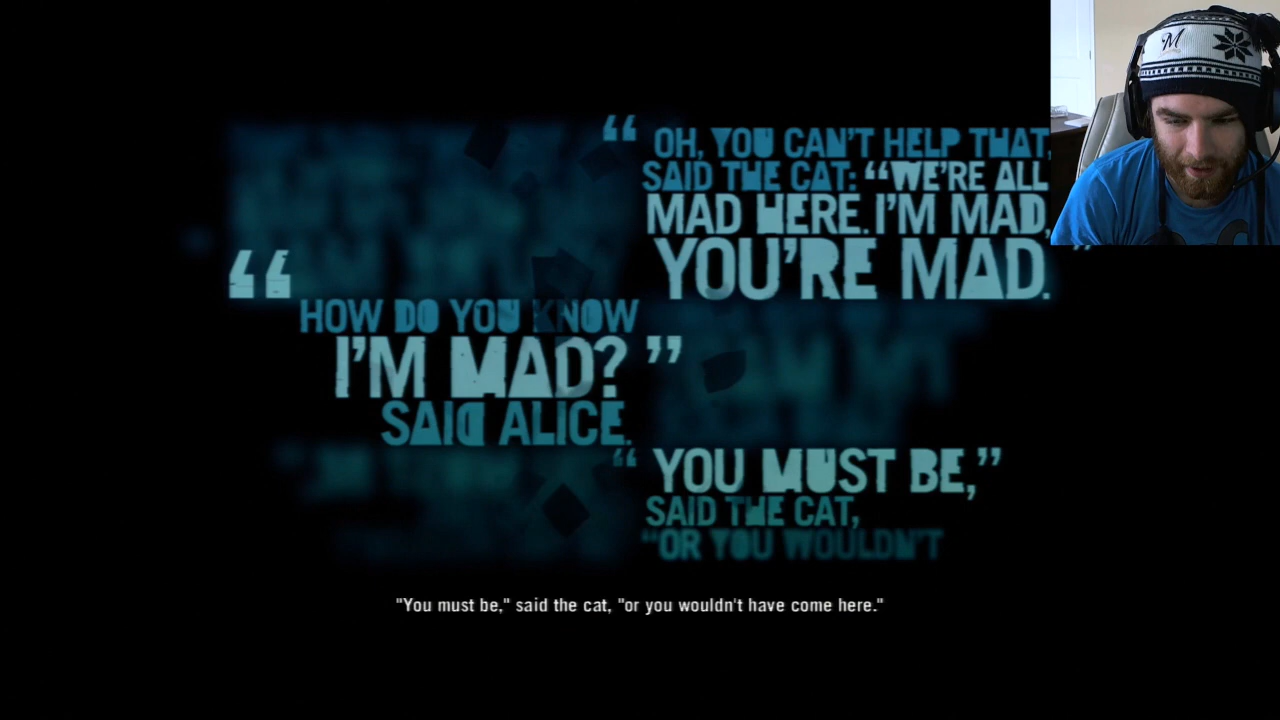 “ OH, YOU CAN'T HELP THAT,
SAID THE CAT: “WE'RE ALL
MAD HERE. I'M MAD,
YOU'RE MAD. ”
“ HOW DO YOU KNOW
I'M MAD? ”
SAID ALICE.
“ YOU MUST BE,”
SAID THE CAT,
“OR YOU WOULDN'T
"You must be," said the cat, "or you wouldn't have come here."
M